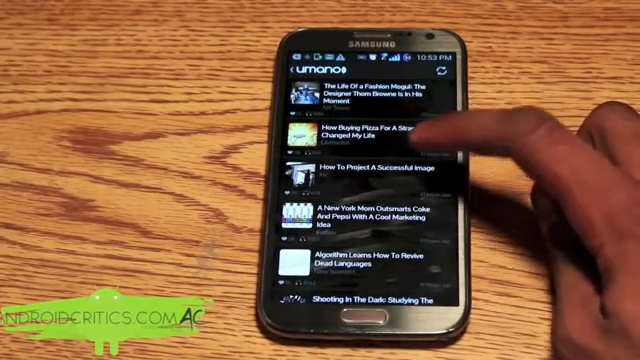 SAMSUNG
10:53 PM
umano
The Life Of a Fashion Mogul: The
Designer Thom Browne Is In His
Moment
How Buying Pizza For A Stran
Changed My Life
How To Project A Successful Image
A New York Mom Outsmarts Coke
And Pepsi With A Cool Marketing
Idea
Algorithm Learns How To Revive
Dead Languages
Shooting In The Dark: Studying The
NDROIDCRITICS.COM AC